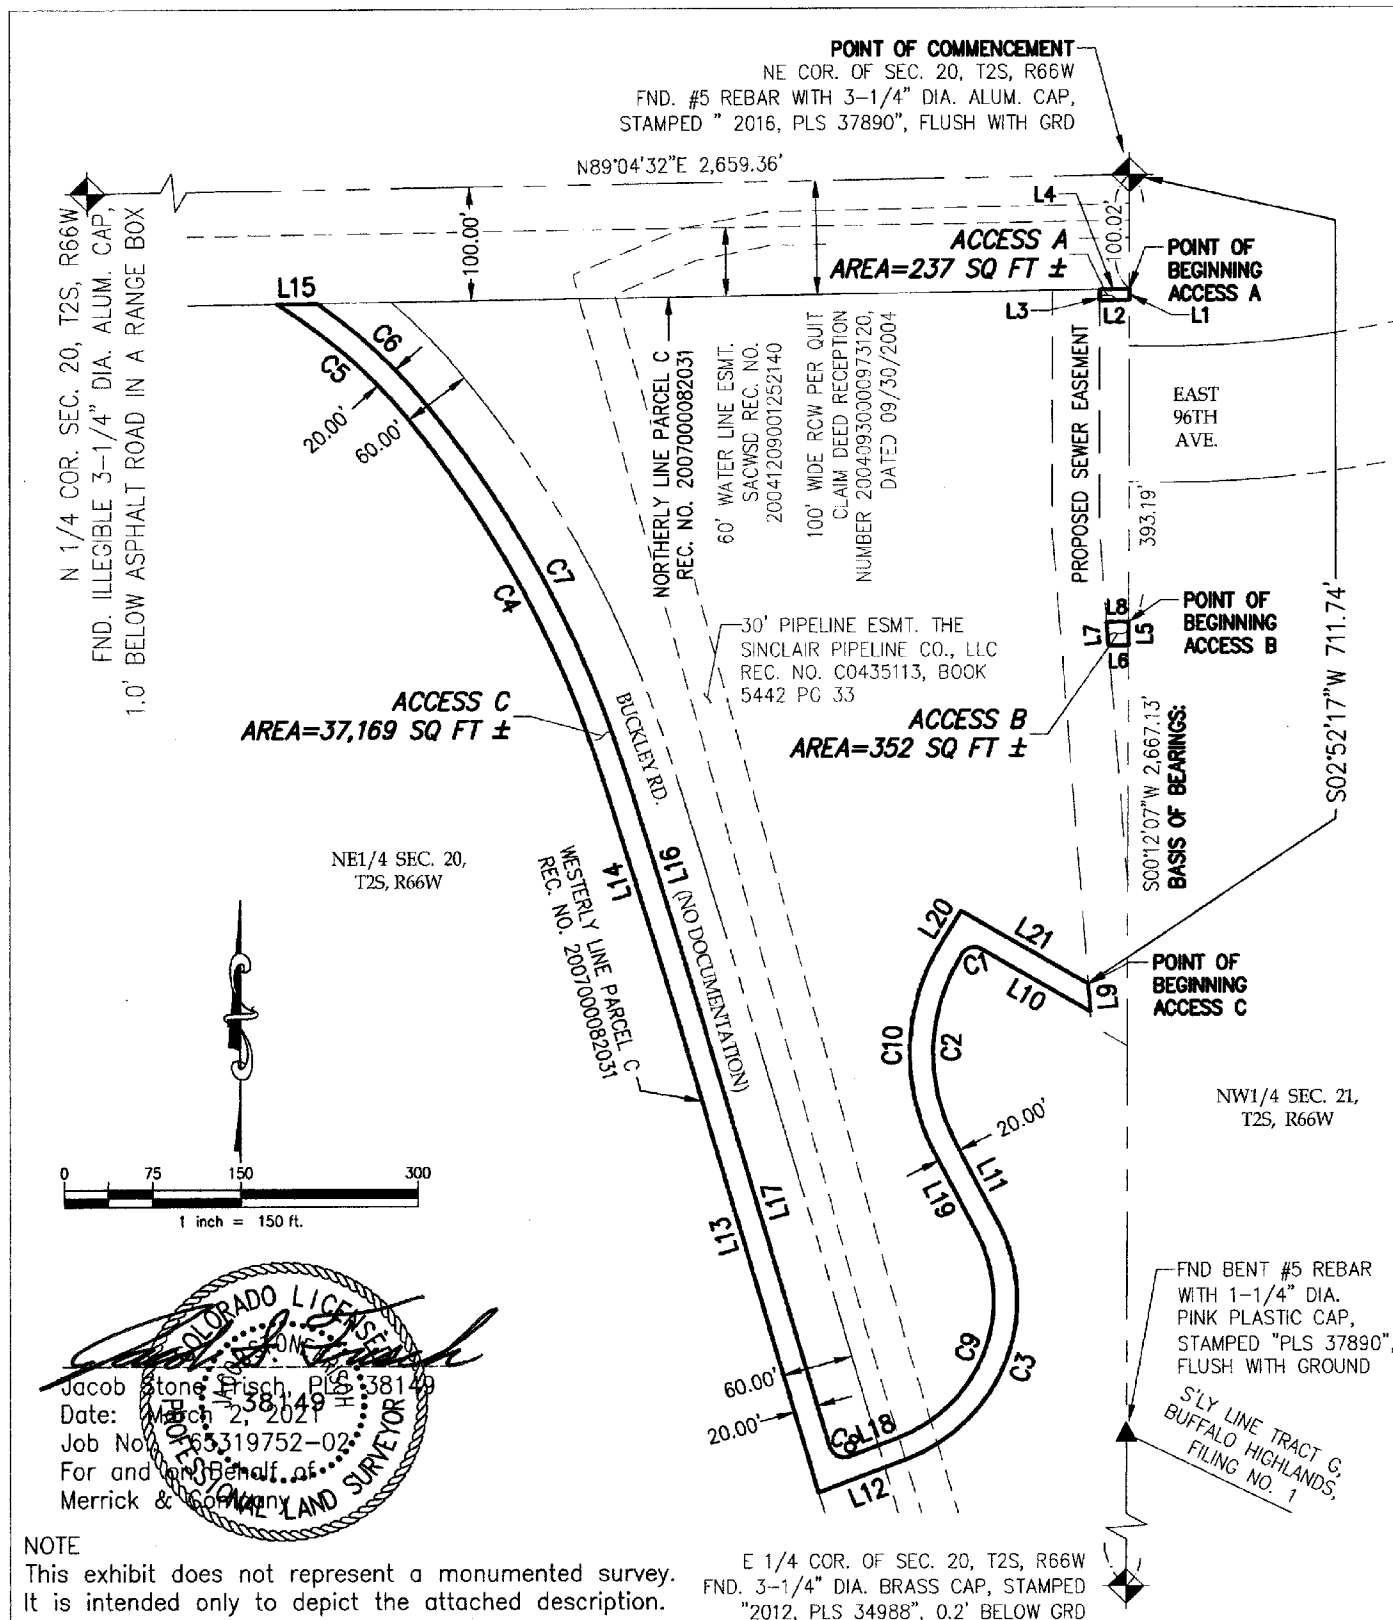 POINT OF COMMENCEMENT
NE COR. OF SEC. 20, T2S, R66W
FND. #5 REBAR WITH 3-1/4" DIA. ALUM. CAP,
STAMPED " 2016, PLS 37890", FLUSH WITH GRD
N89°04'32"E 2,659.36'
N 1/4 COR. SEC. 20, T2S, R66W
FND. ILLEGIBLE 3-1/4" DIA. ALUM. CAP,
1.0' BELOW ASPHALT ROAD IN A RANGE BOX
100.00'
L4
100.02'
ACCESS A
AREA=237 SQ FT ±
POINT OF
BEGINNING
ACCESS A
L3
L2
L1
L15
C6
C5
20.00'
60.00'
NORTHERLY LINE PARCEL C
REC. NO. 2007000082031
60' WATER LINE ESMT.
SACWSD REC. NO.
20041209001252140
100' WIDE ROW PER QUIT
CLAIM DEED RECEPTION
NUMBER 20040930000973120,
DATED 09/30/2004
PROPOSED SEWER EASEMENT
EAST
96TH
AVE.
393.19'
C7
C4
L8
L7
L5
L6
POINT OF
BEGINNING
ACCESS B
30' PIPELINE ESMT. THE
SINCLAIR PIPELINE CO., LLC
REC. NO. C0435113, BOOK
5442 PG 33
ACCESS C
AREA=37,169 SQ FT ±
ACCESS B
AREA=352 SQ FT ±
BUCKLEY RD.
(NO DOCUMENTATION)
S00°12'07"W 2,667.13'
BASIS OF BEARINGS:
S02°52'17"W 711.74'
NE1/4 SEC. 20,
T2S, R66W
L14
L16
WESTERLY LINE PARCEL C
REC. NO. 2007000082031
L20
L21
C1
L10
L9
POINT OF
BEGINNING
ACCESS C
C10
C2
NW1/4 SEC. 21,
T2S, R66W
20.00'
L11
L19
0 75 150 300
1 inch = 150 ft.
L17
L13
FND BENT #5 REBAR
WITH 1-1/4" DIA.
PINK PLASTIC CAP,
STAMPED "PLS 37890",
FLUSH WITH GROUND
S'LY LINE TRACT G,
BUFFALO HIGHLANDS,
FILING NO. 1
C9
C3
60.00'
20.00'
C8
L18
L12
COLORADO LICENSED
PROFESSIONAL LAND SURVEYOR
JACOB STONE FRISCH
38149
Jacob Stone Frisch, PLS 38149
Date: March 2, 2021
Job No. 65319752-02
For and on Behalf of
Merrick & Company
NOTE
This exhibit does not represent a monumented survey.
It is intended only to depict the attached description.
E 1/4 COR. OF SEC. 20, T2S, R66W
FND. 3-1/4" DIA. BRASS CAP, STAMPED
"2012, PLS 34988", 0.2' BELOW GRD